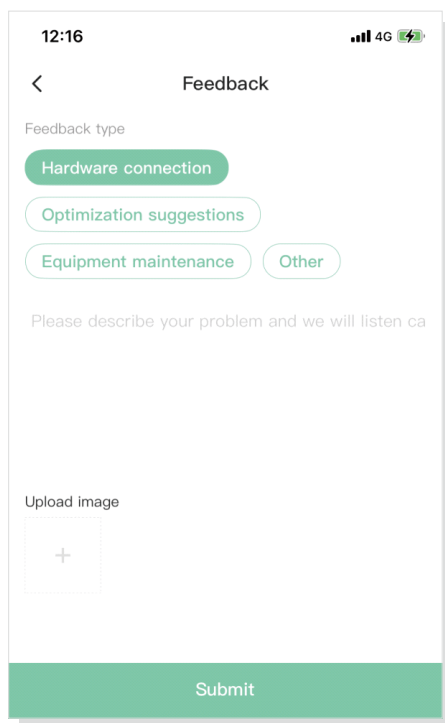 12:16 4G
Feedback
Feedback type
Hardware connection
Optimization suggestions
Equipment maintenance Other
Please describe your problem and we will listen ca
Upload image
+
Submit